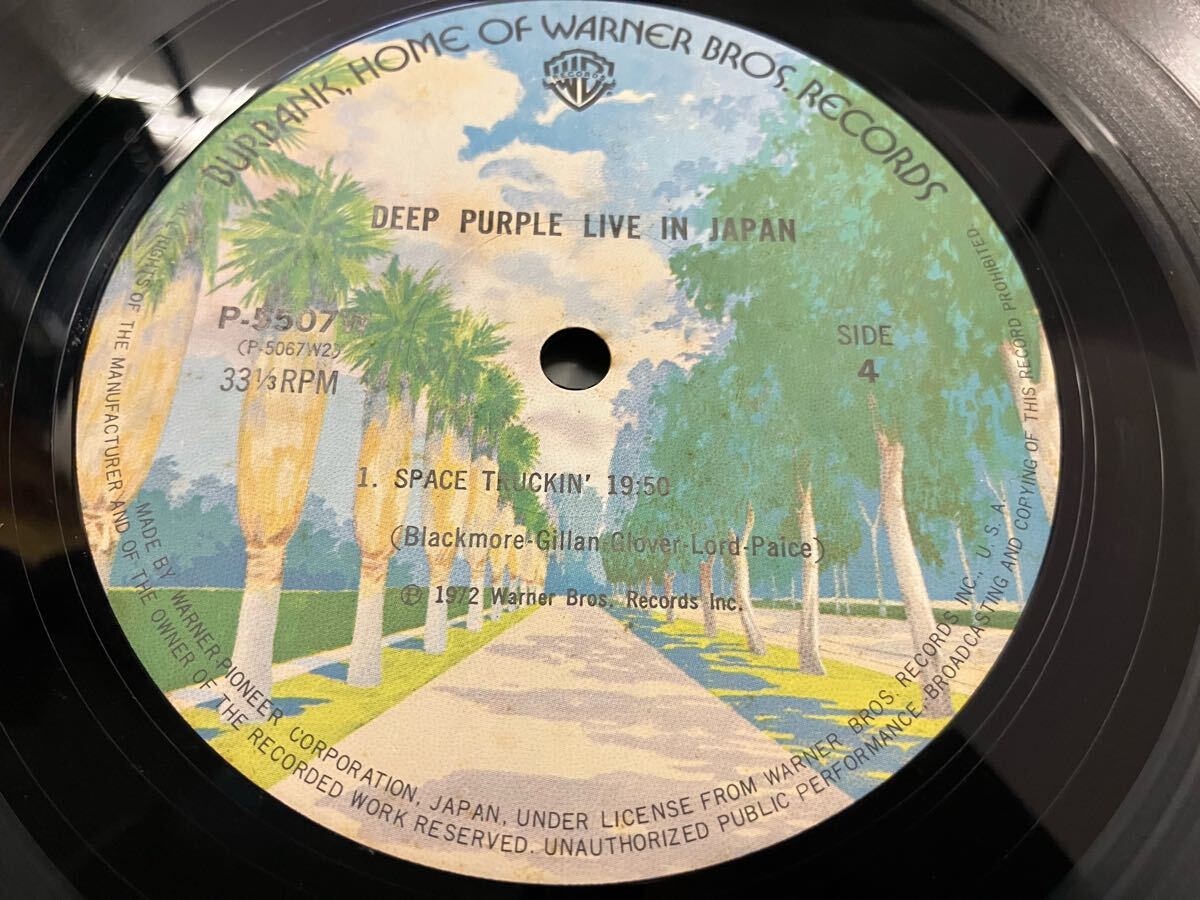 BURBANK, HOME OF WARNER BROS. RECORDS
W RECORDS
DEEP PURPLE LIVE IN JAPAN
P-5507W
(P-5067W2)
33⅓RPM
SIDE
4
1. SPACE TRUCKIN' 19:50
(Blackmore-Gillan-Glover-Lord-Paice)
Ⓟ 1972 Warner Bros. Records Inc.
MADE BY WARNER-PIONEER CORPORATION, JAPAN, UNDER LICENSE FROM WARNER BROS. RECORDS INC., U.S.A.
RIGHTS OF THE MANUFACTURER AND OF THE OWNER OF THE RECORDED WORK RESERVED. UNAUTHORIZED PUBLIC PERFORMANCE, BROADCASTING AND COPYING OF THIS RECORD PROHIBITED.